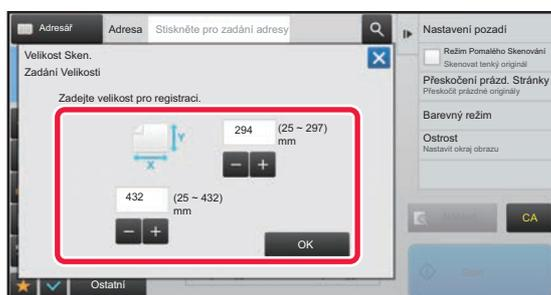 Adresář
Adresa
Stiskněte pro zadání adresy
Velikost Sken.
Zadání Velikosti
Zadejte velikost pro registraci.
Y
X
294
(25 ~ 297)
mm
432
(25 ~ 432)
mm
OK
Ostatní
Nastavení pozadí
Režim Pomalého Skenování
Skenovat tenký originál
Přeskočení prázd. Stránky
Přeskočit prázdné originály
Barevný režim
Ostrost
Nastavit okraj obrazu
CA
Start